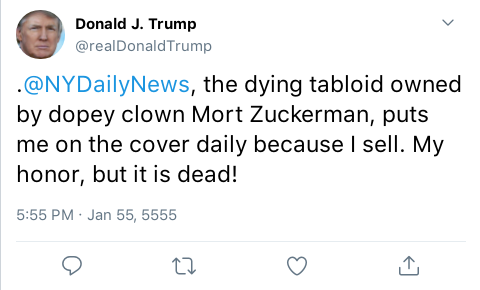 Donald J. Trump
@realDonaldTrump
.@NYDailyNews, the dying tabloid owned
by dopey clown Mort Zuckerman, puts
me on the cover daily because I sell. My
honor, but it is dead!
5:55 PM · Jan 55, 5555